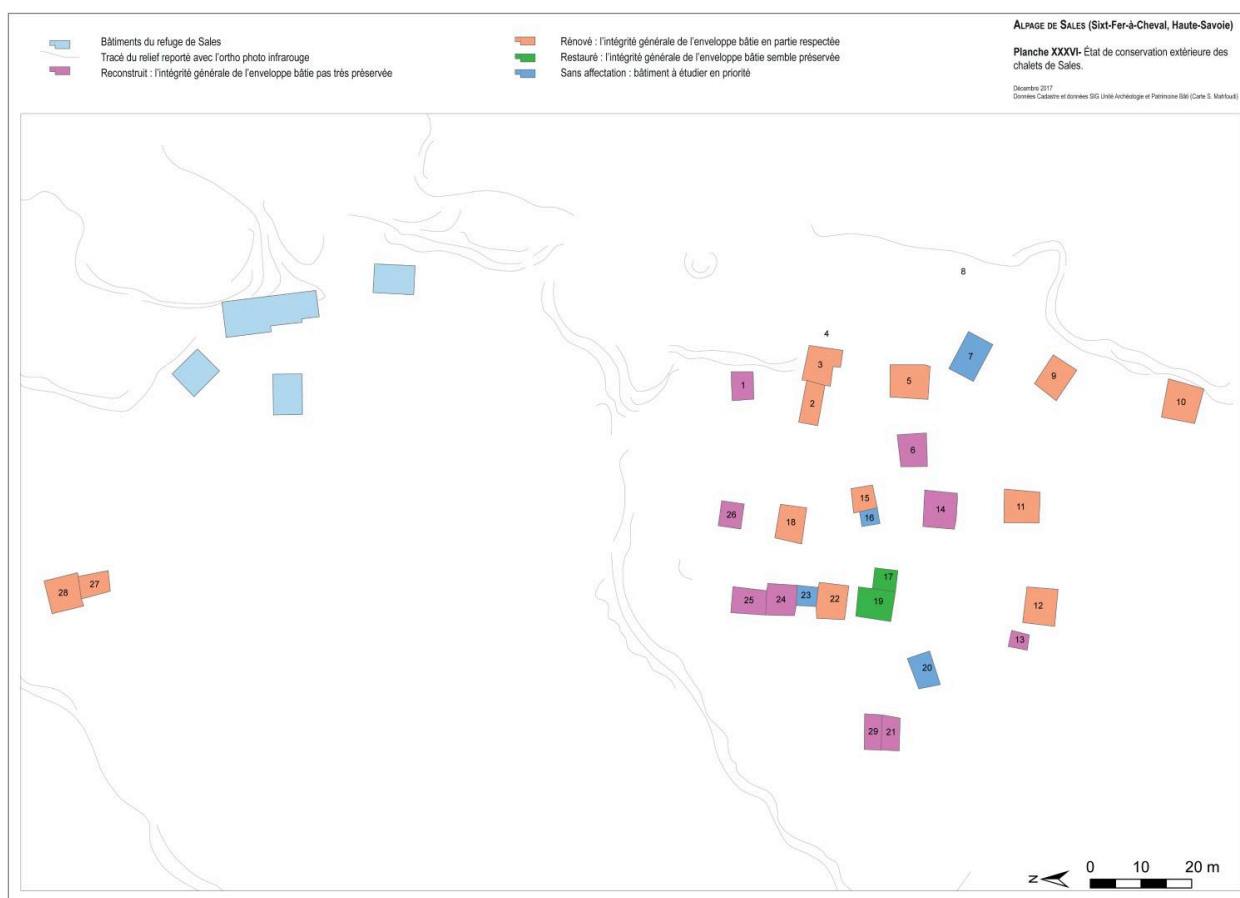 ALPAGE DE SALES (Sixt-Fer-à-Cheval, Haute-Savoie)
Planche XXXVI- État de conservation extérieure des
chalets de Sales.
Décembre 2017
Données Cadastre et données SIG Unité Archéologie et Patrimoine Bâti (Carte S. Mahfoudi)
Bâtiments du refuge de Sales
Tracé du relief reporté avec l'ortho photo infrarouge
Reconstruit : l'intégrité générale de l'enveloppe bâtie pas très préservée
Rénové : l'intégrité générale de l'enveloppe bâtie en partie respectée
Restauré : l'intégrité générale de l'enveloppe bâtie semble préservée
Sans affectation : bâtiment à étudier en priorité
8
4
3
7
1
5
9
2
10
6
15
14
11
26
18
16
17
28
27
25
24
23
22
19
12
13
20
29
21
N
0 10 20 m